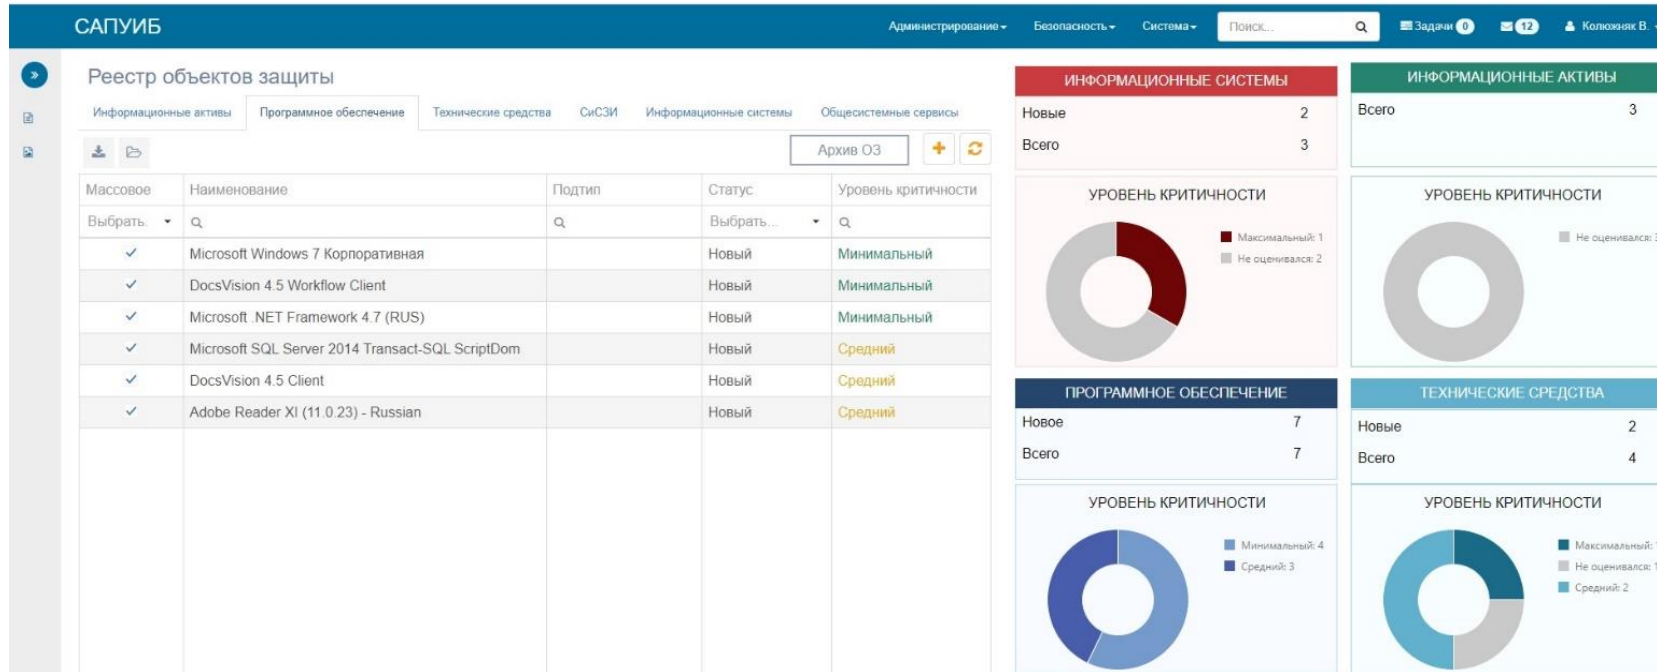 САПУИБ
Администрирование Безопасность Система Поиск... Задачи 0 12 Колюжняк В.
Реестр объектов защиты
Информационные активы Программное обеспечение Технические средства СиСЗИ Информационные системы Общесистемные сервисы
Архив ОЗ
Массовое Наименование Подтип Статус Уровень критичности
Выбрать. Выбрать...
Microsoft Windows 7 Корпоративная Новый Минимальный
DocsVision 4.5 Workflow Client Новый Минимальный
Microsoft .NET Framework 4.7 (RUS) Новый Минимальный
Microsoft SQL Server 2014 Transact-SQL ScriptDom Новый Средний
DocsVision 4.5 Client Новый Средний
Adobe Reader XI (11.0.23) - Russian Новый Средний
ИНФОРМАЦИОННЫЕ СИСТЕМЫ
Новые 2
Всего 3
УРОВЕНЬ КРИТИЧНОСТИ
Максимальный: 1
Не оценивался: 2
ИНФОРМАЦИОННЫЕ АКТИВЫ
Всего 3
УРОВЕНЬ КРИТИЧНОСТИ
Не оценивался: 3
ПРОГРАММНОЕ ОБЕСПЕЧЕНИЕ
Новое 7
Всего 7
УРОВЕНЬ КРИТИЧНОСТИ
Минимальный: 4
Средний: 3
ТЕХНИЧЕСКИЕ СРЕДСТВА
Новые 2
Всего 4
УРОВЕНЬ КРИТИЧНОСТИ
Максимальный: 1
Не оценивался: 1
Средний: 2